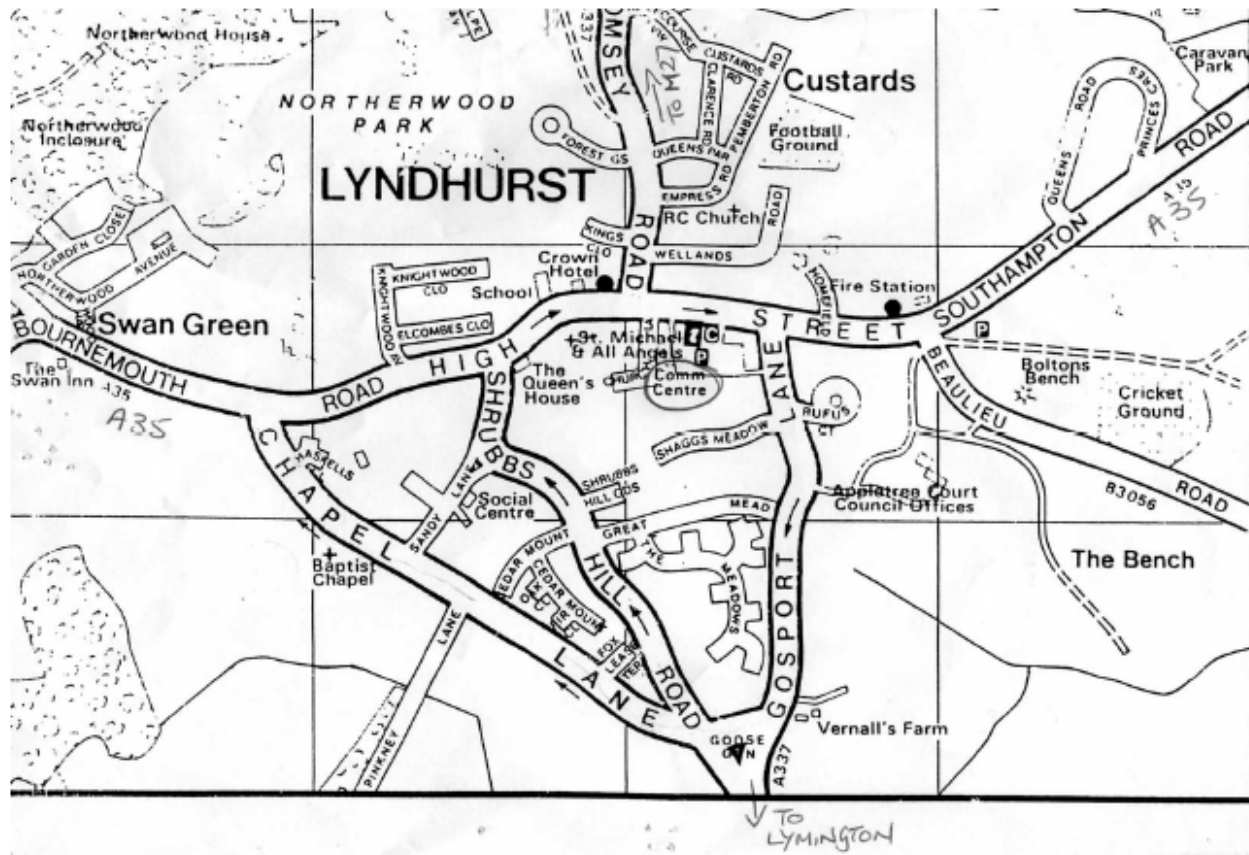 Northerwood House
A337
ROMSEY
ROAD
TO M27
CUSTARDS
RD
CLARENCE RD
PEMBERTON RD
Custards
Caravan
Park
NORTHERWOOD
PARK
Northerwood
Inclosure
FOREST GS
QUEENS PAR
EMPRESS RD
Football
Ground
QUEENS ROAD
PRINCES CRES
LYNDHURST
RC Church
KINGS
CLO
WELLANDS
ROAD
SOUTHAMPTON ROAD
A35
A35
GARDEN CLOSE
NORTHERWOOD
AVENUE
Crown
Hotel
School
KNIGHTWOOD
CLO
KNIGHTWOOD AV
ELCOMBES CLO
HOMEFIELD
Fire Station
Swan Green
BOURNEMOUTH
ROAD
HIGH
STREET
The
Swan Inn
A35
A35
St. Michael
& All Angels
C
P
P
The
Queen's
House
Comm
Centre
Boltons
Bench
Cricket
Ground
BEAULIEU
ROAD
B3056
RUFUS
CT
SHAGGS MEADOW
CHAPEL
LANE
HASKELLS
SHRUBBS
HILL
ROAD
SANDY LANE
Social
Centre
SHRUBBS
HILL GDS
GREAT
MEAD
Appletree Court
Council Offices
The Bench
Baptist
Chapel
CEDAR MOUNT
CEDAR MOUNT
THE
MEADOWS
FOX
LEASE
TER
GOSPORT
LANE
PINKNEY
LANE
Vernall's Farm
GOOSE
GRN
A337
TO
LYMINGTON